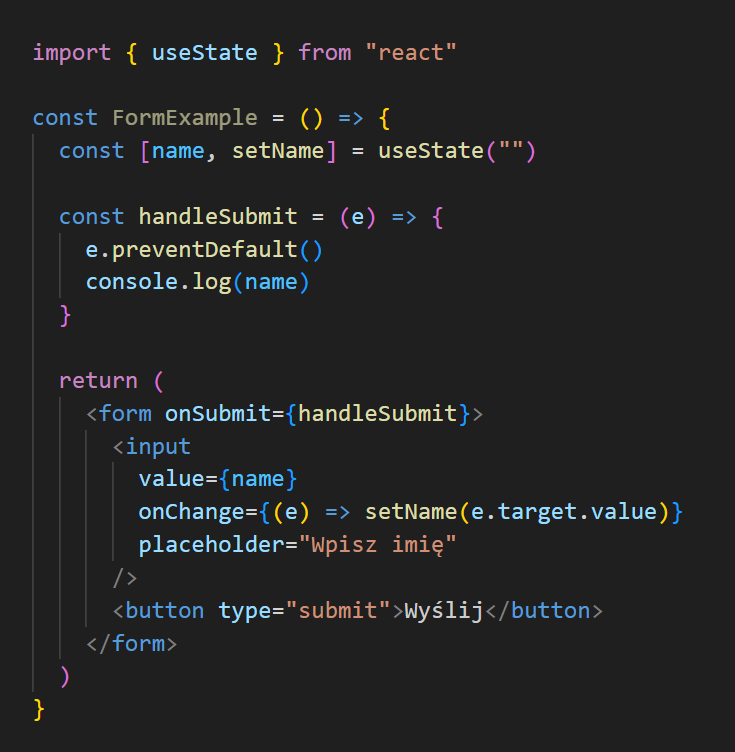 import { useState } from "react"
const FormExample = () => {
  const [name, setName] = useState("")
  const handleSubmit = (e) => {
    e.preventDefault()
    console.log(name)
  }
  return (
    <form onSubmit={handleSubmit}>
      <input
        value={name}
        onChange={(e) => setName(e.target.value)}
        placeholder="Wpisz imię"
      />
      <button type="submit">Wyślij</button>
    </form>
  )
}